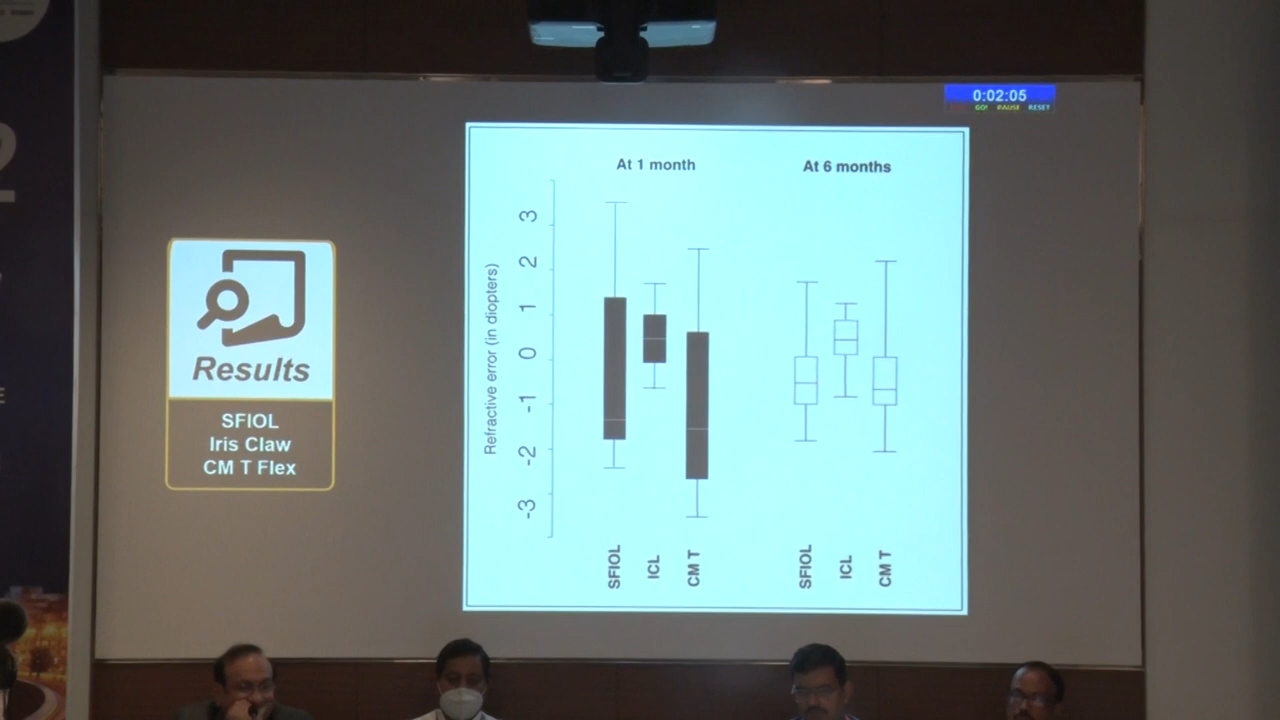 0:02:05
GO! PAUSE RESET
At 1 month
At 6 months
Refractive error (in diopters)
3
2
1
0
-1
-2
-3
SFIOL
ICL
CM T
SFIOL
ICL
CM T
Results
SFIOL
Iris Claw
CM T Flex